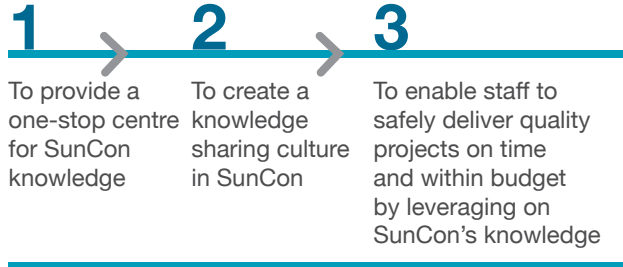 1
To provide a
one-stop centre
for SunCon
knowledge
2
To create a
knowledge
sharing culture
in SunCon
3
To enable staff to
safely deliver quality
projects on time
and within budget
by leveraging on
SunCon's knowledge